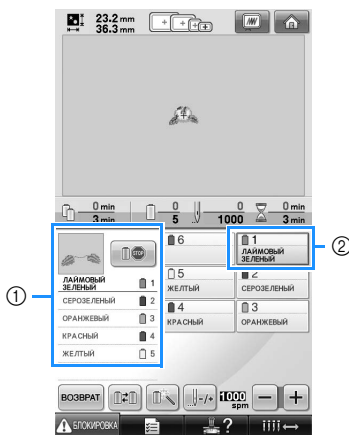 23.2 mm
36.3 mm
0 min
3 min
0
5
0
1000
0 min
3 min
ЛАЙМОВЫЙ
ЗЕЛЕНЫЙ
1
СЕРОЗЕЛЕНЫЙ 2
ОРАНЖЕВЫЙ 3
КРАСНЫЙ 4
ЖЕЛТЫЙ 5
STOP
6
1
ЛАЙМОВЫЙ
ЗЕЛЕНЫЙ
5
ЖЕЛТЫЙ
2
СЕРОЗЕЛЕНЫЙ
4
КРАСНЫЙ
3
ОРАНЖЕВЫЙ
①
②
ВОЗВРАТ
-/+
1000
spm
−
+
БЛОКИРОВКА
?